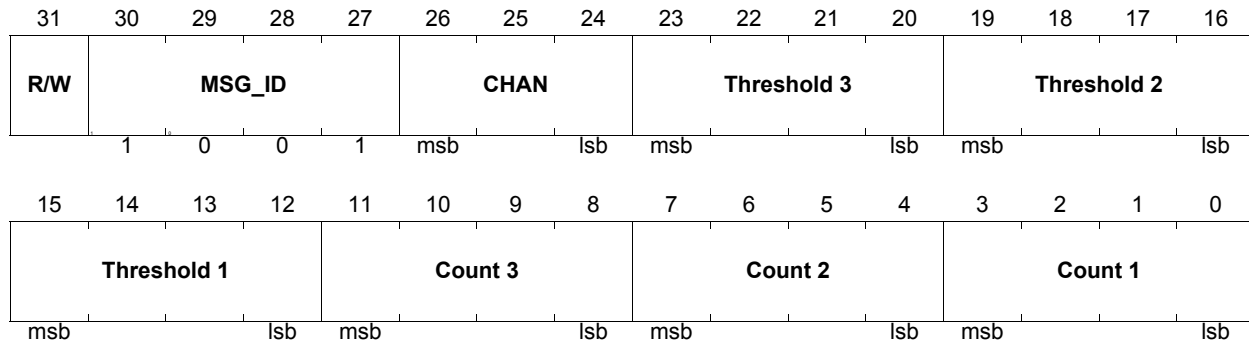 31 30 29 28 27 26 25 24 23 22 21 20 19 18 17 16
R/W MSG_ID CHAN Threshold 3 Threshold 2
1 0 0 1 msb lsb msb lsb msb lsb
15 14 13 12 11 10 9 8 7 6 5 4 3 2 1 0
Threshold 1 Count 3 Count 2 Count 1
msb lsb msb lsb msb lsb msb lsb